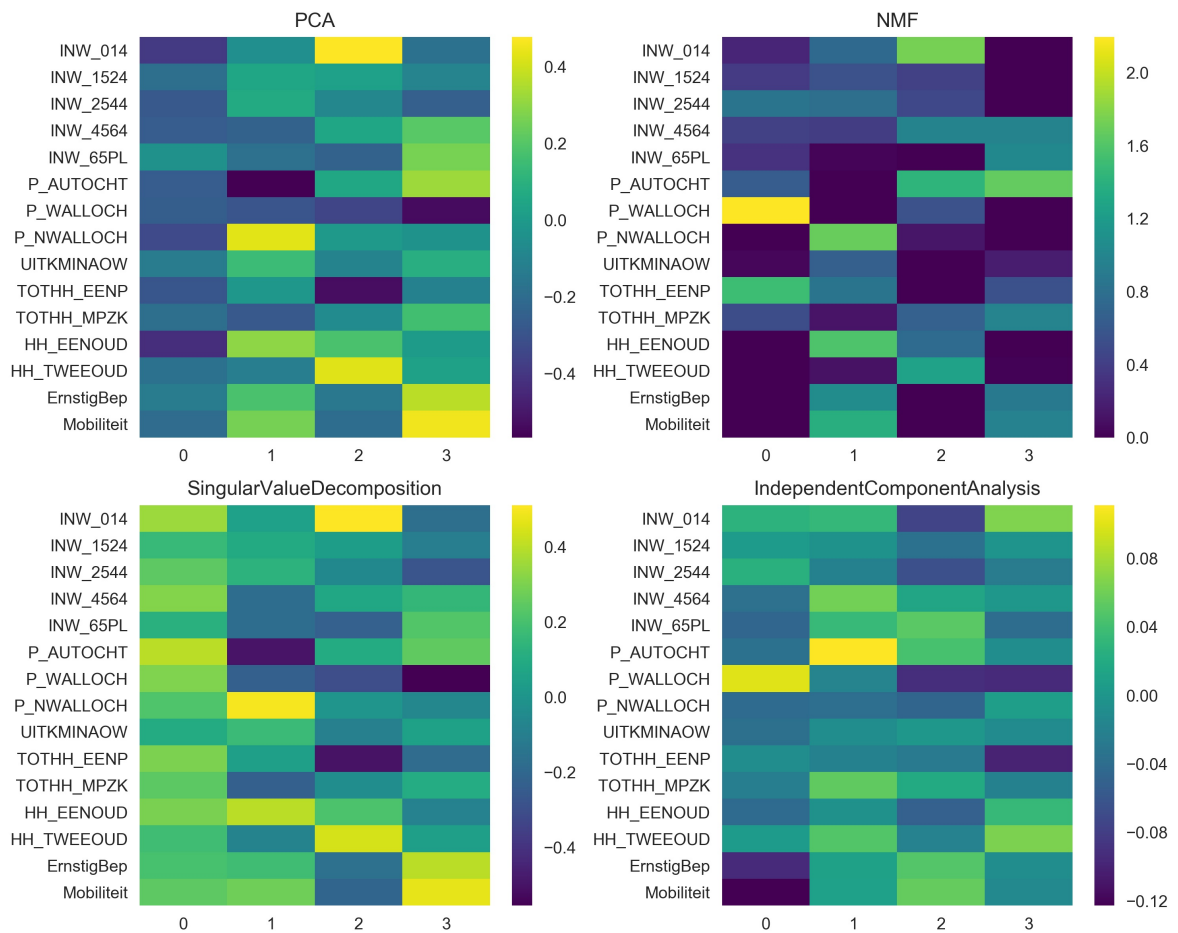 PCA
INW_014
INW_1524
INW_2544
INW_4564
INW_65PL
P_AUTOCHT
P_WALLOCH
P_NWALLOCH
UITKMINAOW
TOTHH_EENP
TOTHH_MPZK
HH_EENOUD
HH_TWEEOUD
ErnstigBep
Mobiliteit
0 1 2 3
0.4
0.2
0.0
−0.2
−0.4
NMF
INW_014
INW_1524
INW_2544
INW_4564
INW_65PL
P_AUTOCHT
P_WALLOCH
P_NWALLOCH
UITKMINAOW
TOTHH_EENP
TOTHH_MPZK
HH_EENOUD
HH_TWEEOUD
ErnstigBep
Mobiliteit
0 1 2 3
2.0
1.6
1.2
0.8
0.4
0.0
SingularValueDecomposition
INW_014
INW_1524
INW_2544
INW_4564
INW_65PL
P_AUTOCHT
P_WALLOCH
P_NWALLOCH
UITKMINAOW
TOTHH_EENP
TOTHH_MPZK
HH_EENOUD
HH_TWEEOUD
ErnstigBep
Mobiliteit
0 1 2 3
0.4
0.2
0.0
−0.2
−0.4
IndependentComponentAnalysis
INW_014
INW_1524
INW_2544
INW_4564
INW_65PL
P_AUTOCHT
P_WALLOCH
P_NWALLOCH
UITKMINAOW
TOTHH_EENP
TOTHH_MPZK
HH_EENOUD
HH_TWEEOUD
ErnstigBep
Mobiliteit
0 1 2 3
0.08
0.04
0.00
−0.04
−0.08
−0.12